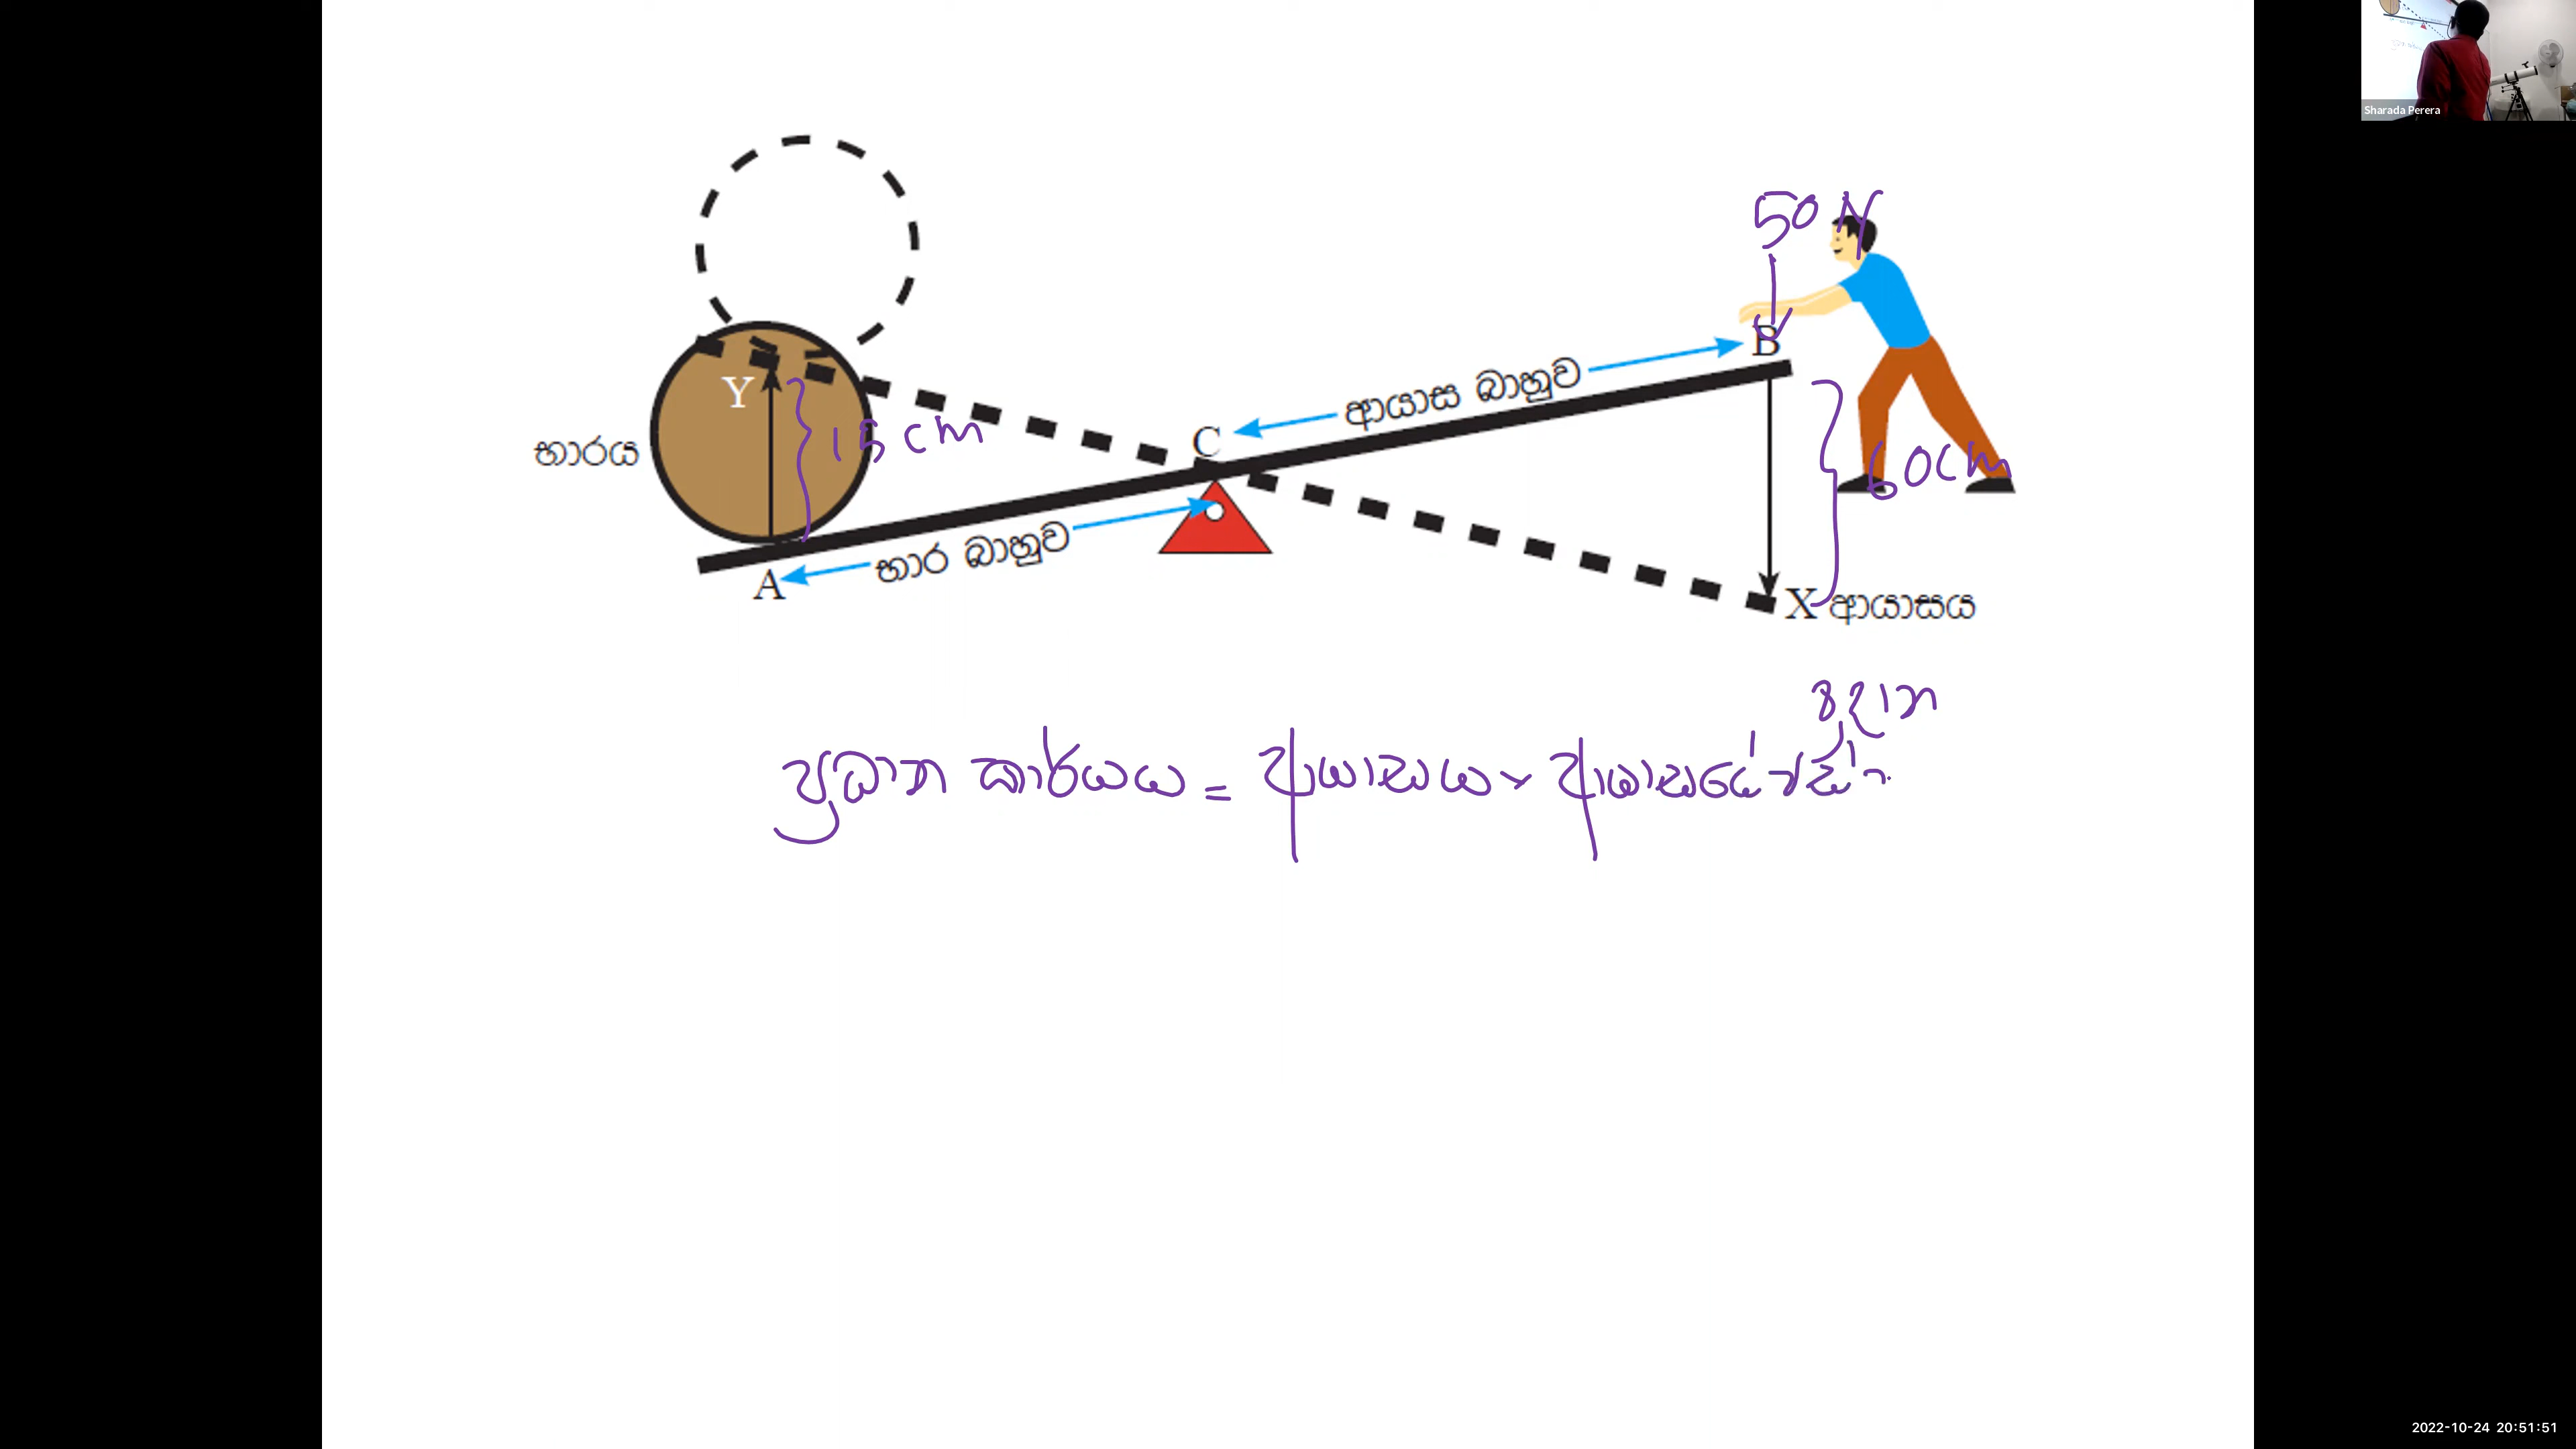 Sharada Perera
50 N
B
ආයාස බාහුව
C
Y
15 cm
භාරය
60cm
භාර බාහුව
A
X ආයාසය
ප්‍රධාන කාර්යය = ආයාසය × ආයාසයේ
2022-10-24 20:51:51